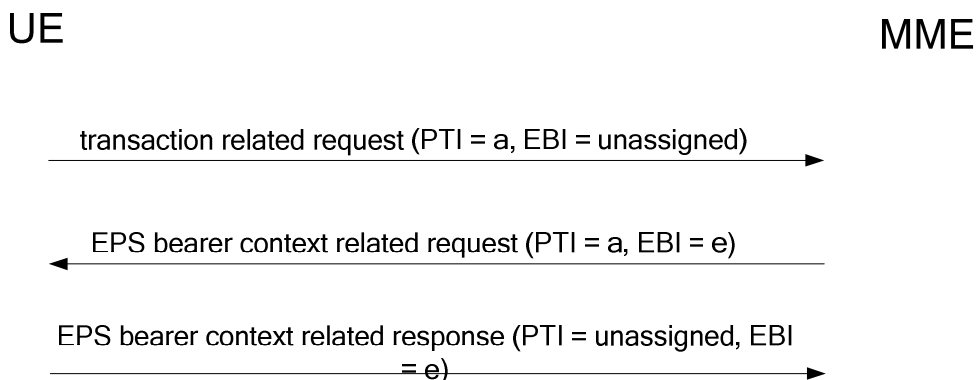 UE
MME
transaction related request (PTI = a, EBI = unassigned)
EPS bearer context related request (PTI = a, EBI = e)
EPS bearer context related response (PTI = unassigned, EBI
= e)